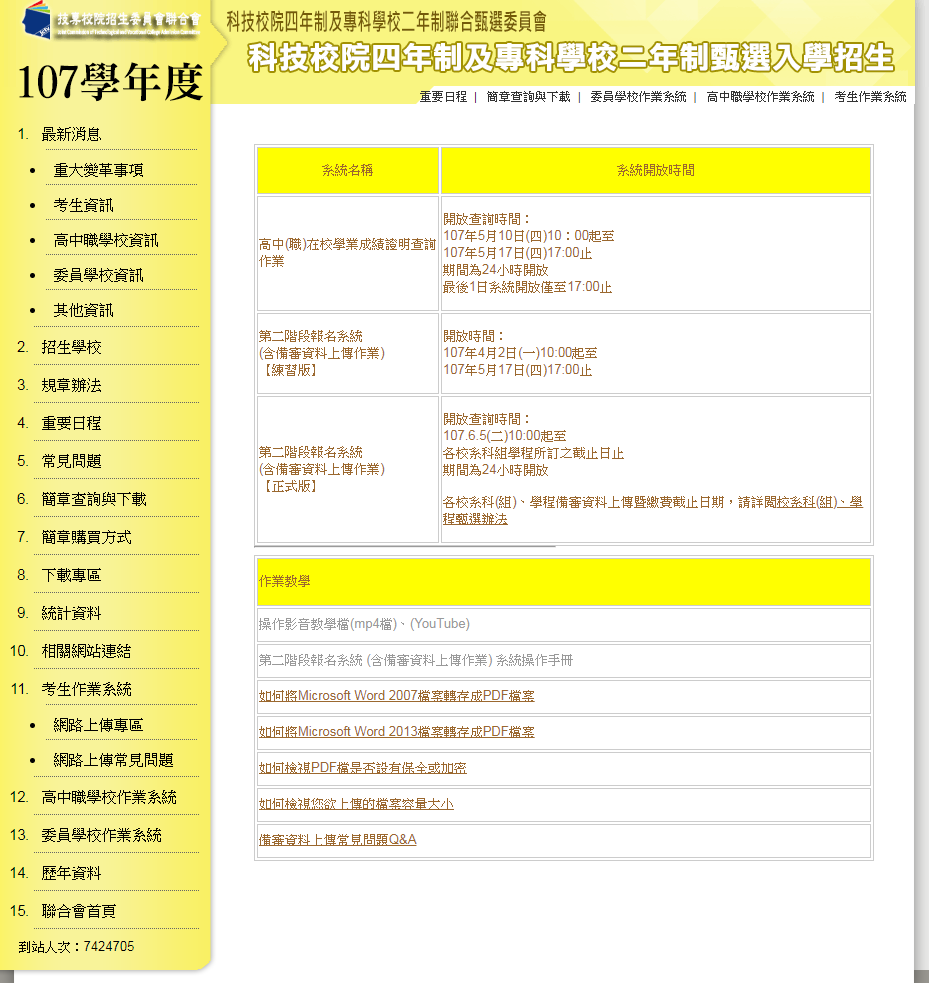 技專校院招生委員會聯合會
107學年度
科技校院四年制及專科學校二年制聯合甄選委員會
科技校院四年制及專科學校二年制甄選入學招生
重要日程 | 簡章查詢與下載 | 委員學校作業系統 | 高中職學校作業系統 | 考生作業系統
1. 最新消息
• 重大變革事項
• 考生資訊
• 高中職學校資訊
• 委員學校資訊
• 其他資訊
2. 招生學校
3. 規章辦法
4. 重要日程
5. 常見問題
6. 簡章查詢與下載
7. 簡章購買方式
8. 下載專區
9. 統計資料
10. 相關網站連結
11. 考生作業系統
• 網路上傳專區
• 網路上傳常見問題
12. 高中職學校作業系統
13. 委員學校作業系統
14. 歷年資料
15. 聯合會首頁
到站人次：7424705
系統名稱
系統開放時間
高中(職)在校學業成績證明查詢
作業
開放查詢時間：
107年5月10日(四)10：00起至
107年5月17日(四)17:00止
期間為24小時開放
最後1日系統開放僅至17:00止
第二階段報名系統
(含備審資料上傳作業)
【練習版】
開放時間：
107年4月2日(一)10:00起至
107年5月17日(四)17:00止
第二階段報名系統
(含備審資料上傳作業)
【正式版】
開放查詢時間：
107.6.5(二)10:00起至
各校系科組學程所訂之截止日止
期間為24小時開放
各校系科(組)、學程備審資料上傳暨繳費截止日期，請詳閱校系科(組)、學
程甄選辦法
作業教學
操作影音教學檔(mp4檔)、(YouTube)
第二階段報名系統 (含備審資料上傳作業) 系統操作手冊
如何將Microsoft Word 2007檔案轉存成PDF檔案
如何將Microsoft Word 2013檔案轉存成PDF檔案
如何檢視PDF檔是否設有保全或加密
如何檢視您欲上傳的檔案容量大小
備審資料上傳常見問題Q&A